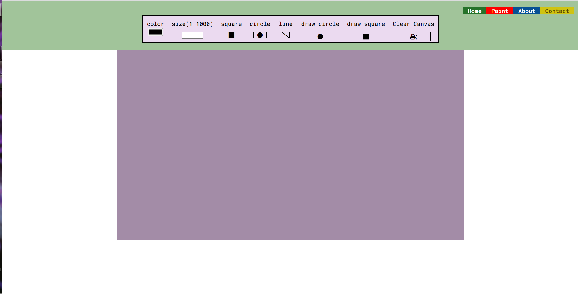 Home Paint About Contact
color size(1-1000) square circle line draw circle draw square Clear Canvas